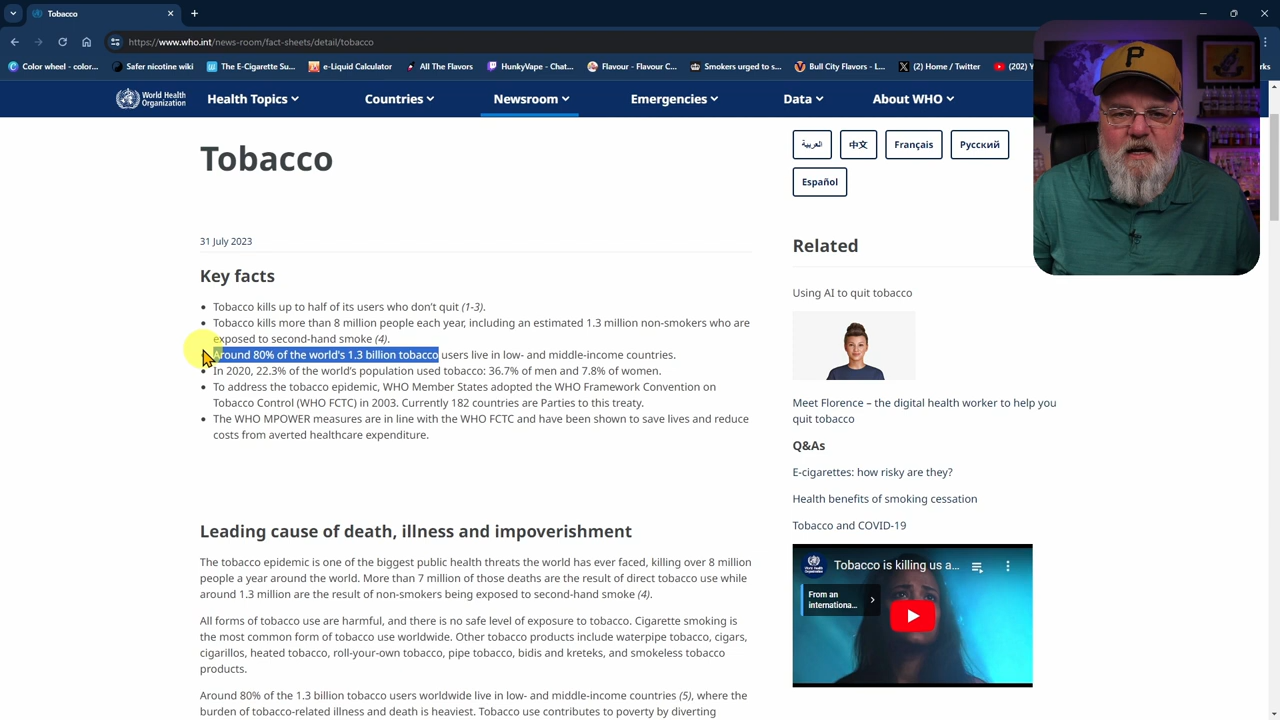 Tobacco
https://www.who.int/news-room/fact-sheets/detail/tobacco
Color wheel - color...
Safer nicotine wiki
The E-Cigarette Su...
e-Liquid Calculator
All The Flavors
HunkyVape - Chat...
Flavour - Flavour C...
Smokers urged to s...
Bull City Flavors - L...
(2) Home / Twitter
(202)
World Health
Organization
Health Topics
Countries
Newsroom
Emergencies
Data
About WHO
P
العربية
中文
Français
Русский
Español
Tobacco
31 July 2023
Key facts
• Tobacco kills up to half of its users who don't quit (1-3).
• Tobacco kills more than 8 million people each year, including an estimated 1.3 million non-smokers who are
exposed to second-hand smoke (4).
Around 80% of the world's 1.3 billion tobacco users live in low- and middle-income countries.
• In 2020, 22.3% of the world's population used tobacco: 36.7% of men and 7.8% of women.
• To address the tobacco epidemic, WHO Member States adopted the WHO Framework Convention on
Tobacco Control (WHO FCTC) in 2003. Currently 182 countries are Parties to this treaty.
• The WHO MPOWER measures are in line with the WHO FCTC and have been shown to save lives and reduce
costs from averted healthcare expenditure.
Leading cause of death, illness and impoverishment
The tobacco epidemic is one of the biggest public health threats the world has ever faced, killing over 8 million
people a year around the world. More than 7 million of those deaths are the result of direct tobacco use while
around 1.3 million are the result of non-smokers being exposed to second-hand smoke (4).
All forms of tobacco use are harmful, and there is no safe level of exposure to tobacco. Cigarette smoking is
the most common form of tobacco use worldwide. Other tobacco products include waterpipe tobacco, cigars,
cigarillos, heated tobacco, roll-your-own tobacco, pipe tobacco, bidis and kreteks, and smokeless tobacco
products.
Around 80% of the 1.3 billion tobacco users worldwide live in low- and middle-income countries (5), where the
burden of tobacco-related illness and death is heaviest. Tobacco use contributes to poverty by diverting
Related
Using AI to quit tobacco
Meet Florence – the digital health worker to help you
quit tobacco
Q&As
E-cigarettes: how risky are they?
Health benefits of smoking cessation
Tobacco and COVID-19
Tobacco is killing us a...
From an
internationa...